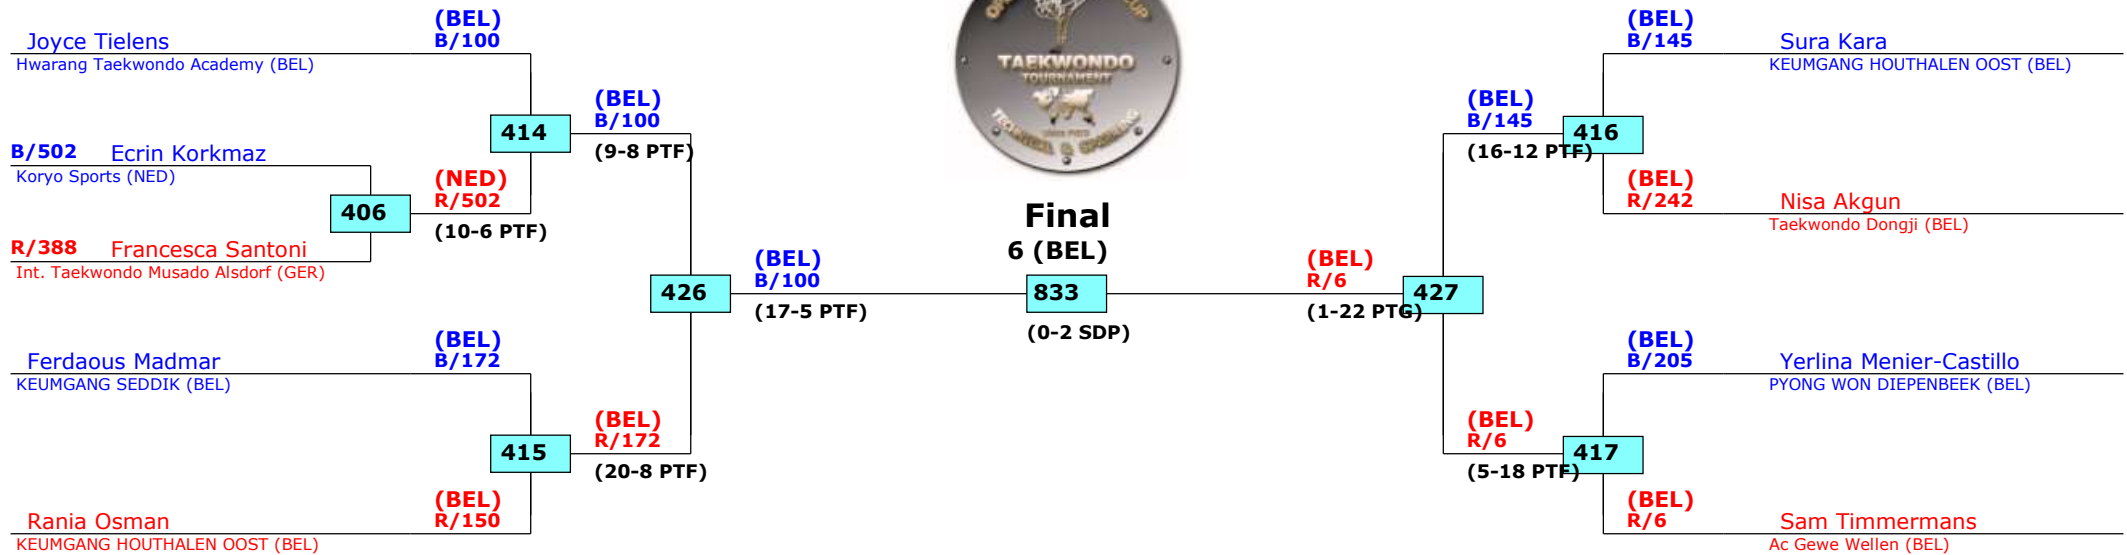 (BEL)
Joyce Tielens B/100
Hwarang Taekwondo Academy (BEL)
414
(BEL)
B/100
(9-8 PTF)
B/502 Ecrin Korkmaz
Koryo Sports (NED)
406
(NED)
R/502
(10-6 PTF)
R/388 Francesca Santoni
Int. Taekwondo Musado Alsdorf (GER)
426
(BEL)
B/100
(17-5 PTF)
(BEL)
Ferdaous Madmar B/172
KEUMGANG SEDDIK (BEL)
415
(BEL)
R/172
(20-8 PTF)
(BEL)
Rania Osman R/150
KEUMGANG HOUTHALEN OOST (BEL)
CUP
TAEKWONDO
TOURNAMENT
TECHNICAL & SPARRING
Final
6 (BEL)
833
(0-2 SDP)
(BEL)
R/6
(1-22 PTG)
427
(BEL)
B/145
(16-12 PTF)
416
(BEL)
B/145 Sura Kara
KEUMGANG HOUTHALEN OOST (BEL)
(BEL)
R/242 Nisa Akgun
Taekwondo Dongji (BEL)
(BEL)
R/6
(5-18 PTF)
417
(BEL)
B/205 Yerlina Menier-Castillo
PYONG WON DIEPENBEEK (BEL)
(BEL)
R/6 Sam Timmermans
Ac Gewe Wellen (BEL)